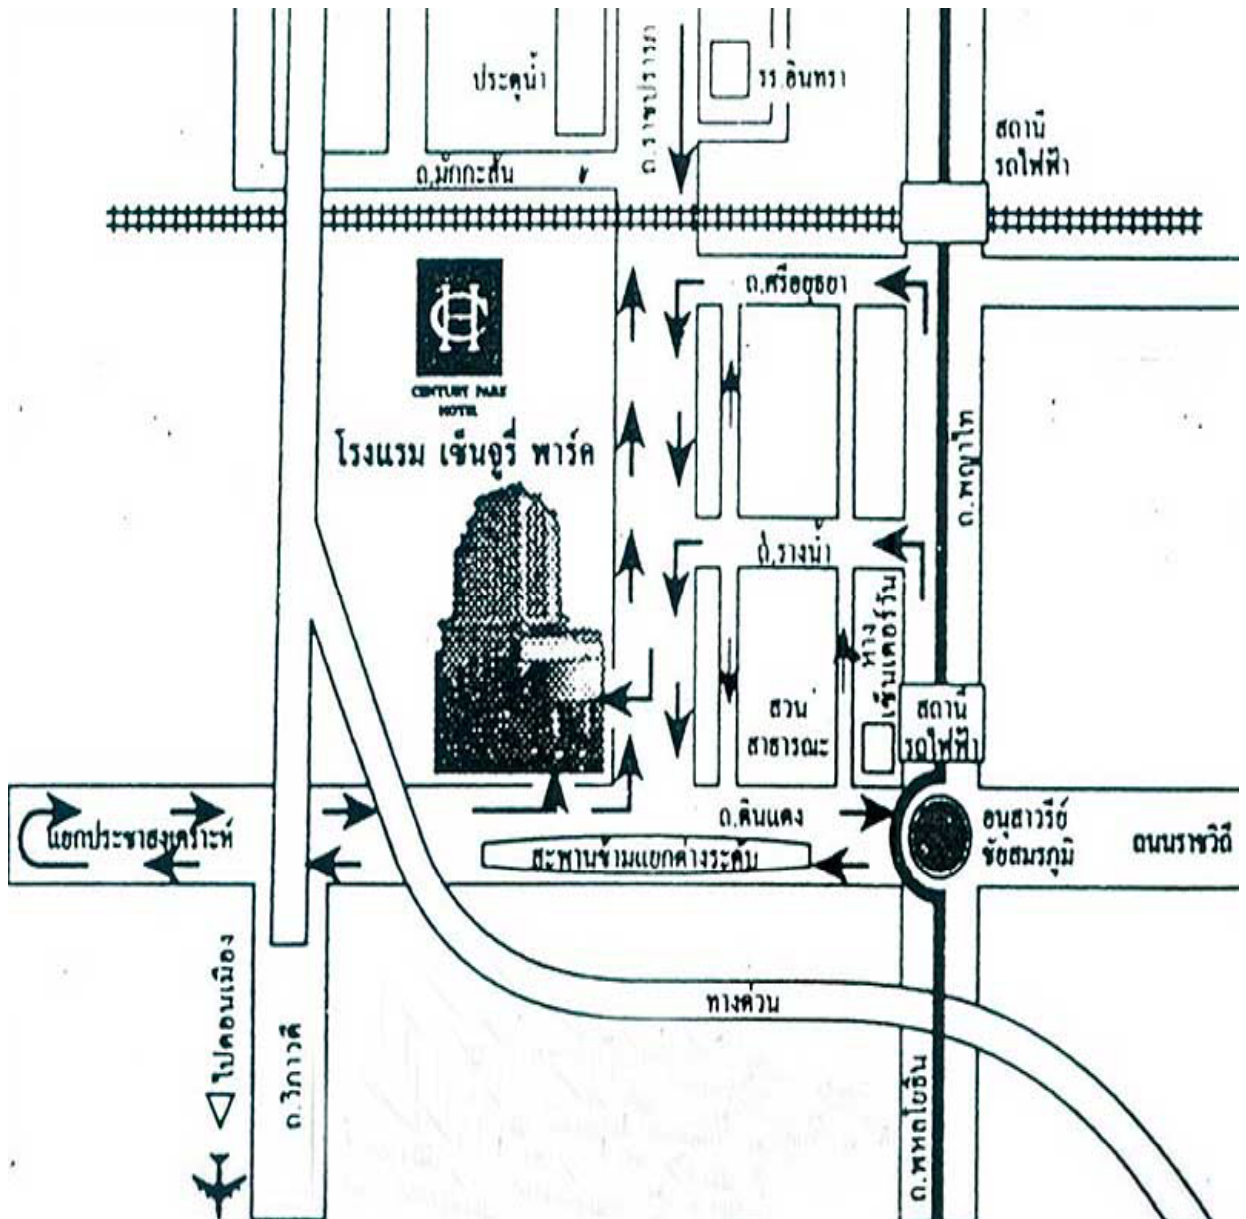 ประตูน้ำ
ถ.ราชปรารภ
รร.อินทรา
สถานี
รถไฟฟ้า
ถ.มักกะสัน
ถ.ศรีอยุธยา
CENTURY PARK
HOTEL
โรงแรม เซ็นจูรี่ พาร์ค
ถ.พญาไท
ถ.รางน้ำ
ห้าง
เซ็นเตอร์วัน
สวน
สาธารณะ
สถานี
รถไฟฟ้า
ถ.ดินแดง
แยกประชาสงเคราะห์
สะพานข้ามแยกต่างระดับ
อนุสาวรีย์
ชัยสมรภูมิ
ถนนราชวิถี
ทางด่วน
ไปดอนเมือง
ถ.วิภาวดี
ถ.พหลโยธิน